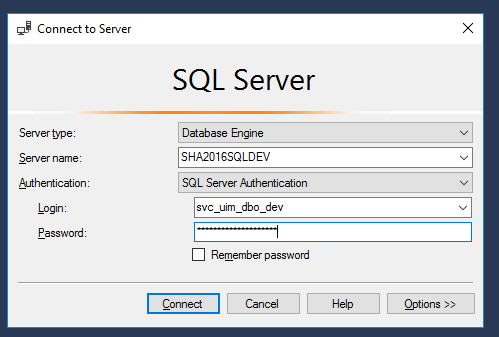 Connect to Server
SQL Server
Server type: Database Engine
Server name: SHA2016SQLDEV
Authentication: SQL Server Authentication
Login: svc_uim_dbo_dev
Password: *******************
Remember password
Connect Cancel Help Options >>